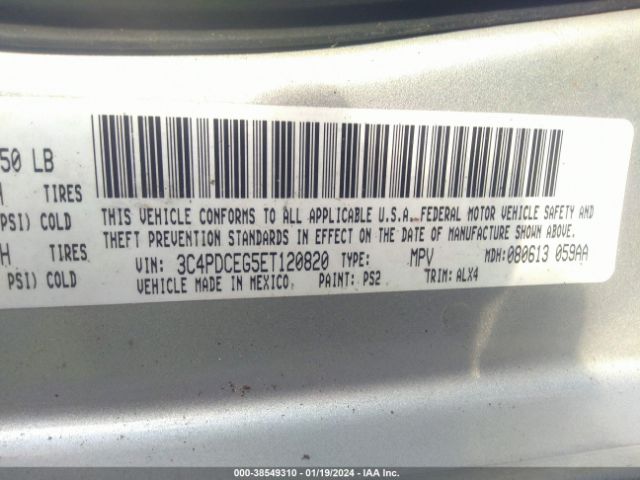 50 LB
TIRES
PSI) COLD
H TIRES
PSI) COLD
THIS VEHICLE CONFORMS TO ALL APPLICABLE U.S.A. FEDERAL MOTOR VEHICLE SAFETY AND
THEFT PREVENTION STANDARDS IN EFFECT ON THE DATE OF MANUFACTURE SHOWN ABOVE.
VIN: 3C4PDCEG5ET120820 TYPE: MPV MDH:080613 059AA
VEHICLE MADE IN MEXICO. PAINT: PS2 TRIM: ALX4
000-38549310 - 01/19/2024 - IAA Inc.